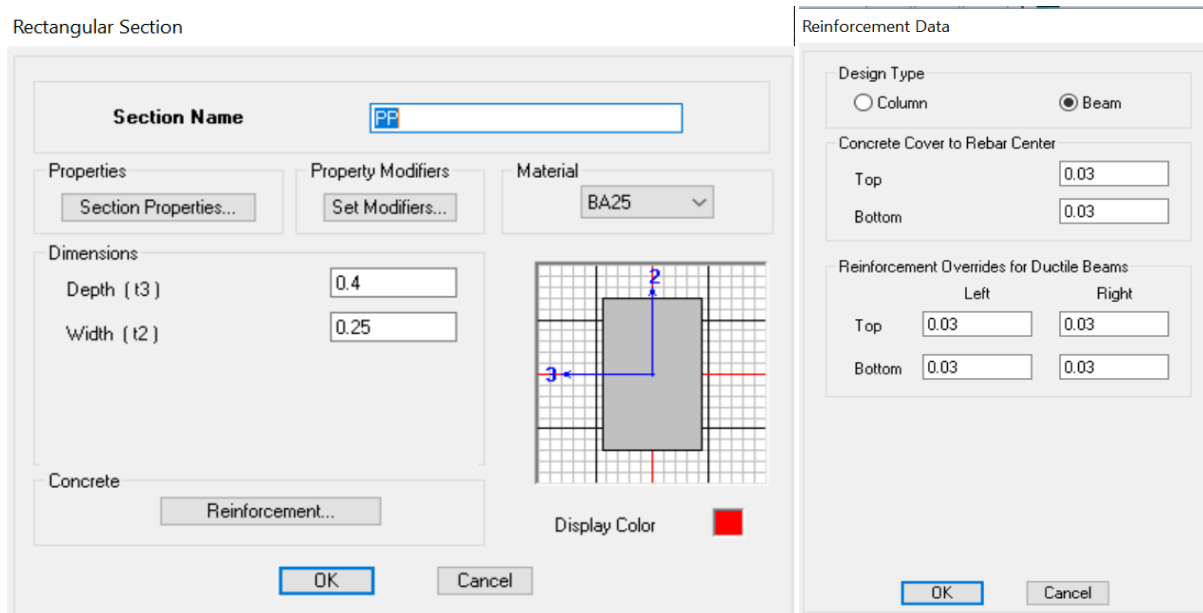 Rectangular Section
Section Name PP
Properties Property Modifiers Material
Section Properties... Set Modifiers... BA25
Dimensions
Depth ( t3 ) 0.4
Width ( t2 ) 0.25
2
3
Concrete
Reinforcement...
Display Color
OK Cancel
Reinforcement Data
Design Type
Column Beam
Concrete Cover to Rebar Center
Top 0.03
Bottom 0.03
Reinforcement Overrides for Ductile Beams
Left Right
Top 0.03 0.03
Bottom 0.03 0.03
OK Cancel